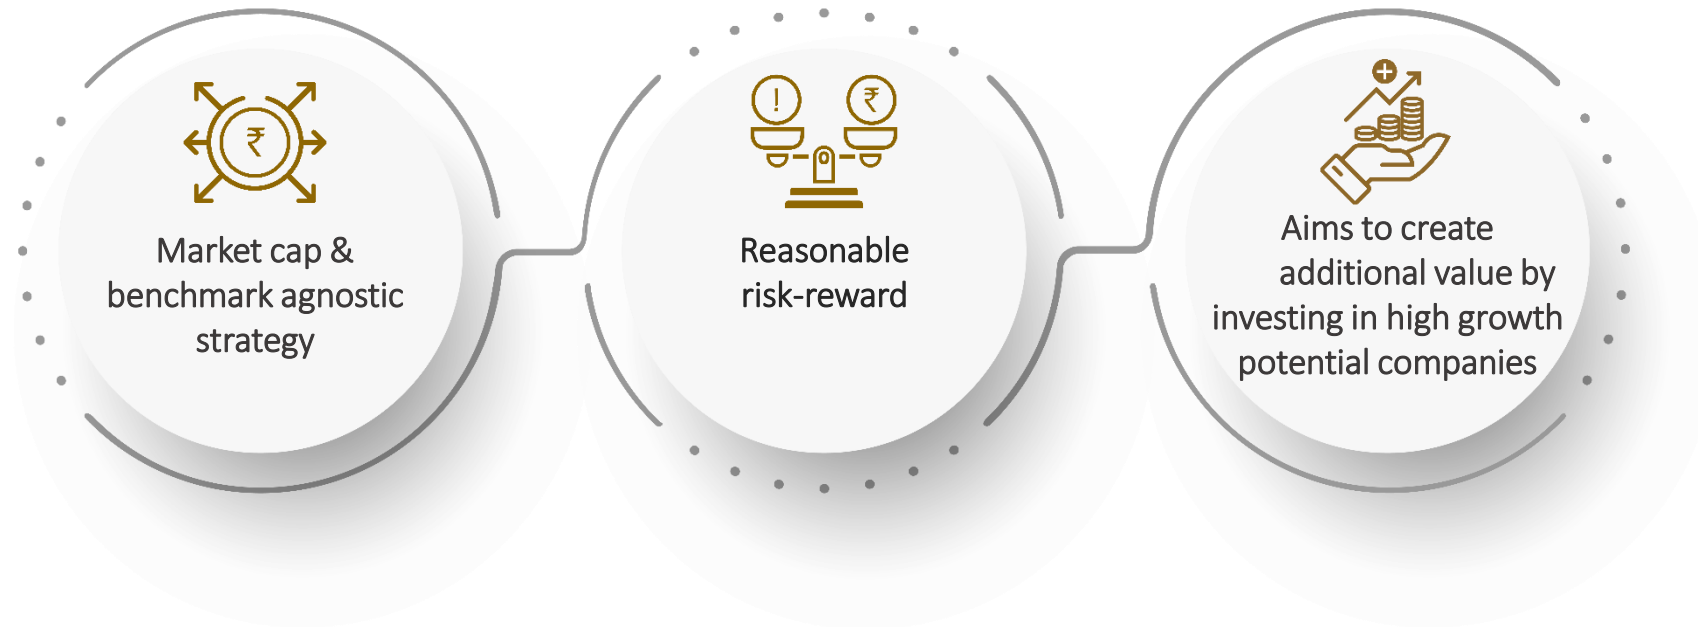 ₹
Market cap &
benchmark agnostic
strategy
! ₹
Reasonable
risk-reward
Aims to create
additional value by
investing in high growth
potential companies